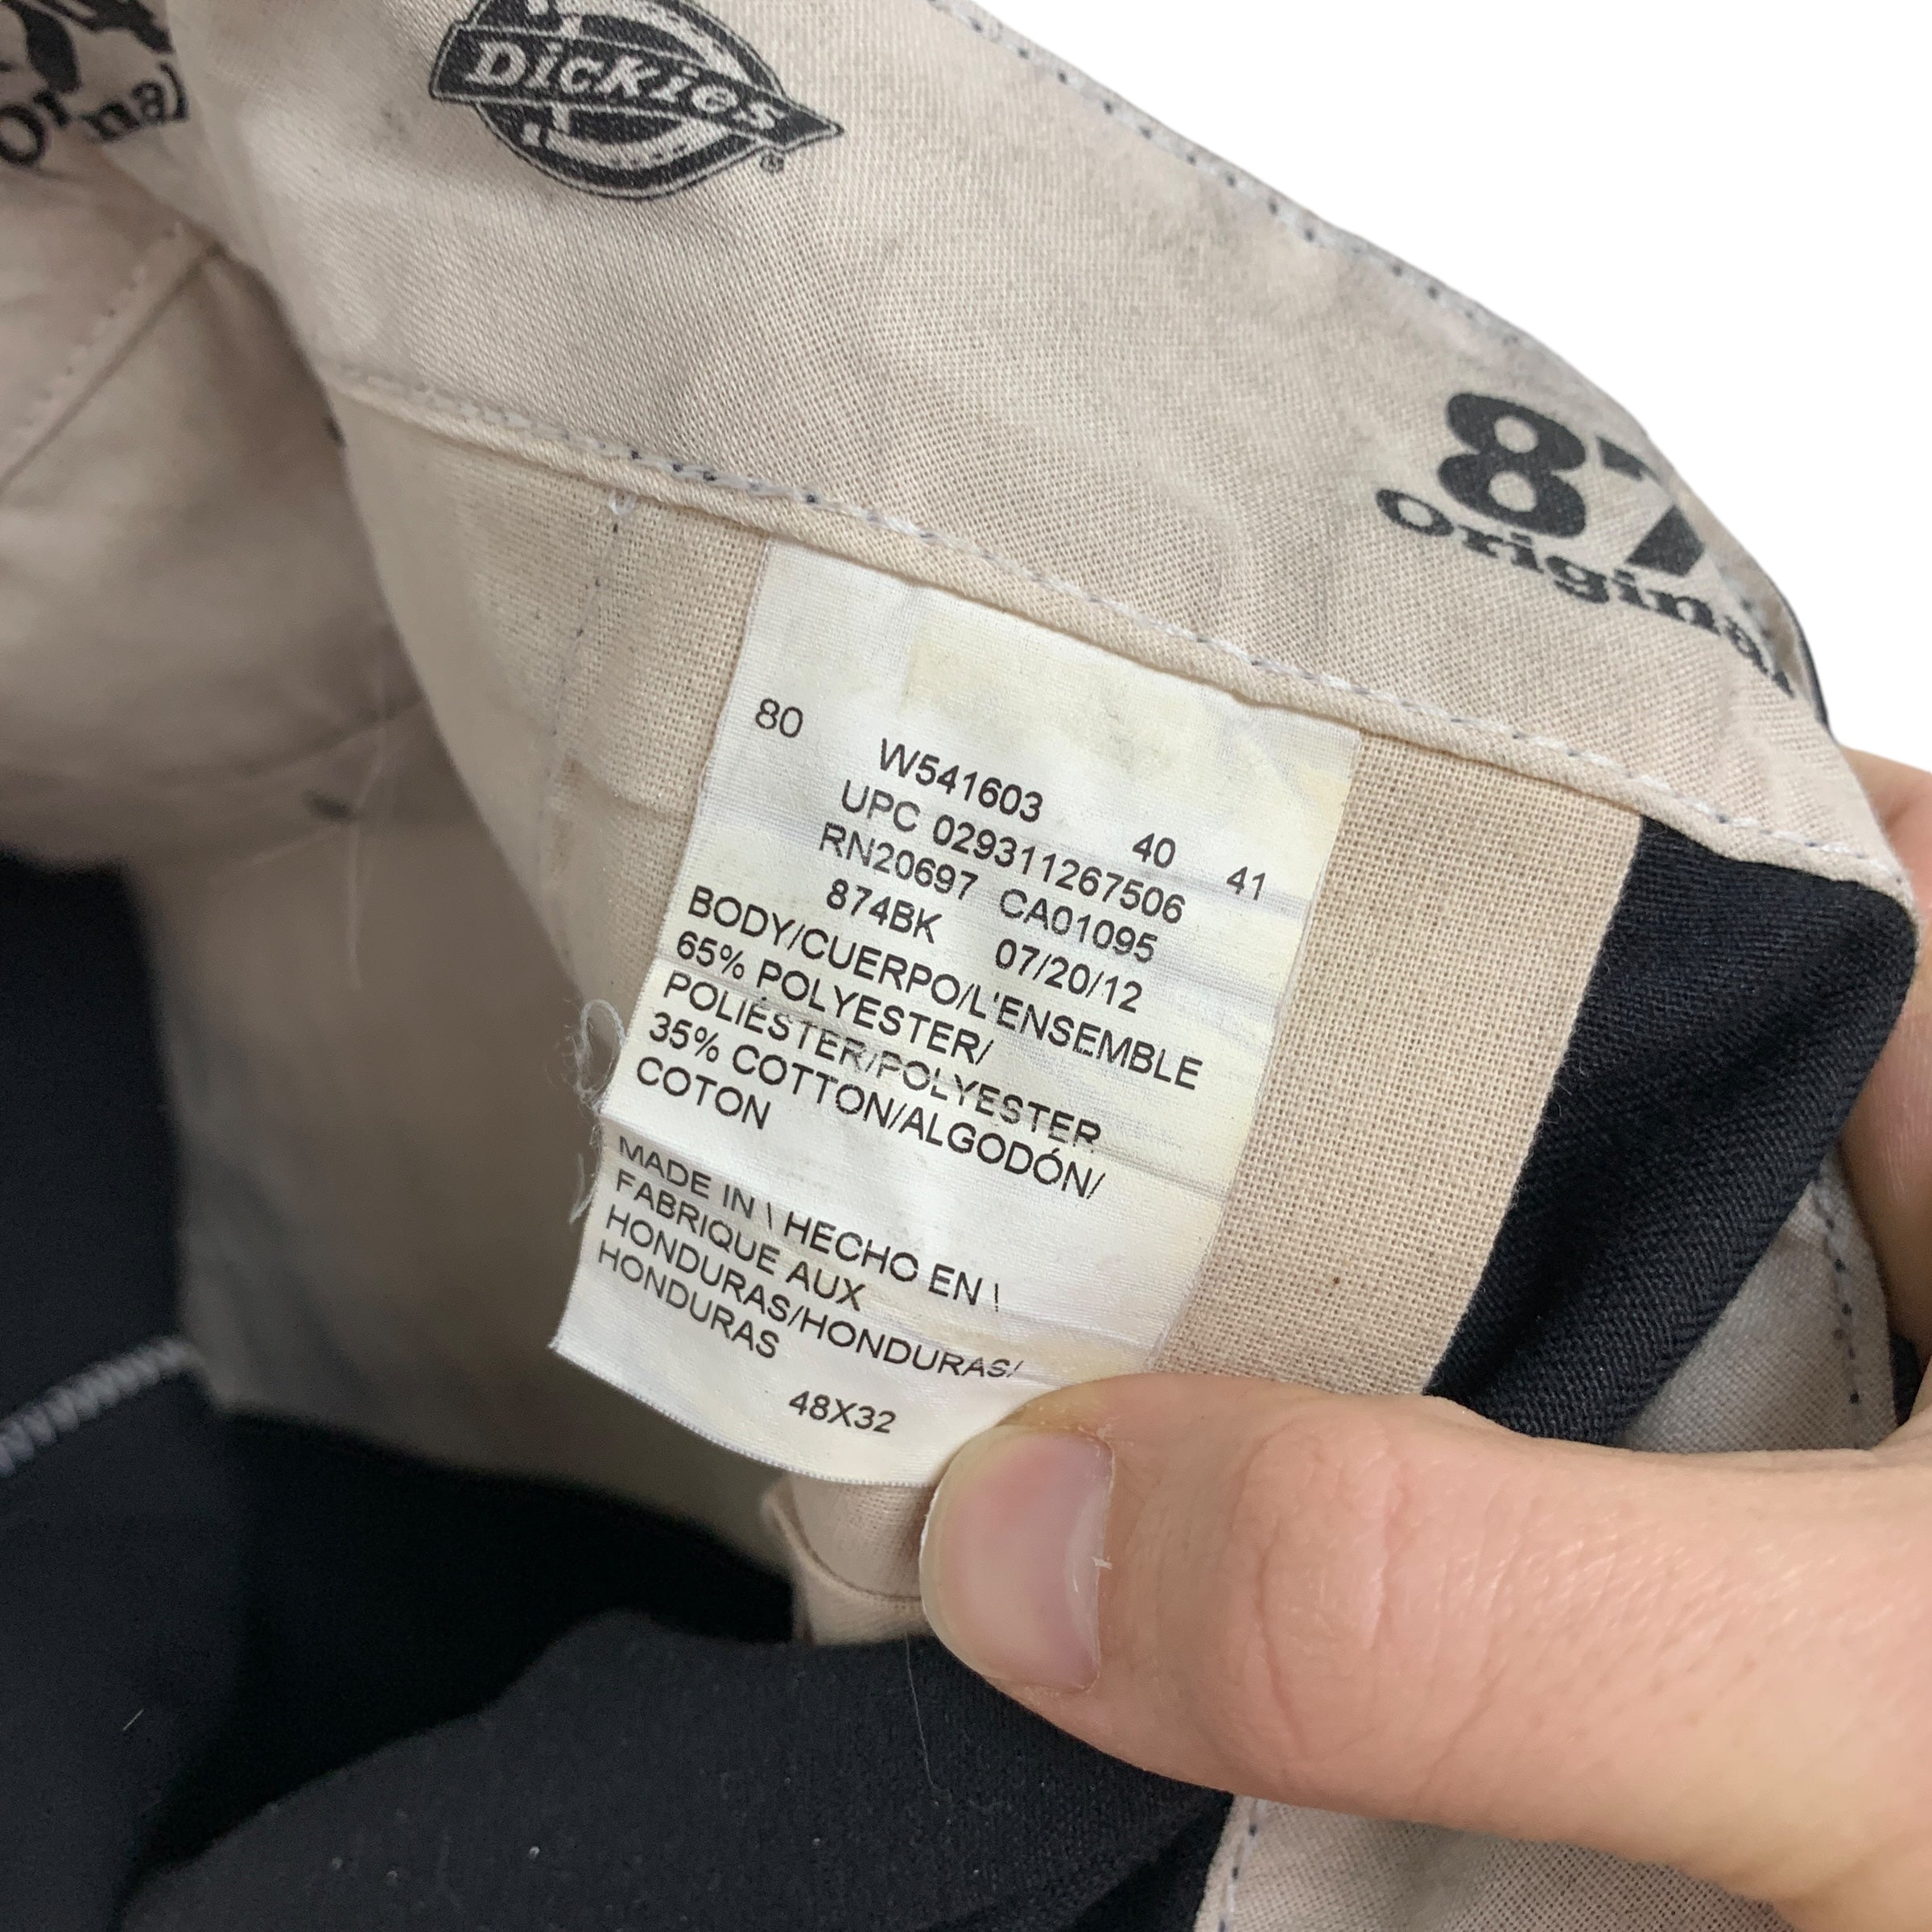 Dickies®
Original
87
Original
80 W541603 40 41
UPC 029311267506
RN20697 CA01095
874BK 07/20/12
BODY/CUERPO/L'ENSEMBLE
65% POLYESTER/
POLIÉSTER/POLYESTER
35% COTTON/ALGODÓN/
COTON
MADE IN \ HECHO EN \
FABRIQUE AUX
HONDURAS/HONDURAS/
HONDURAS
48X32